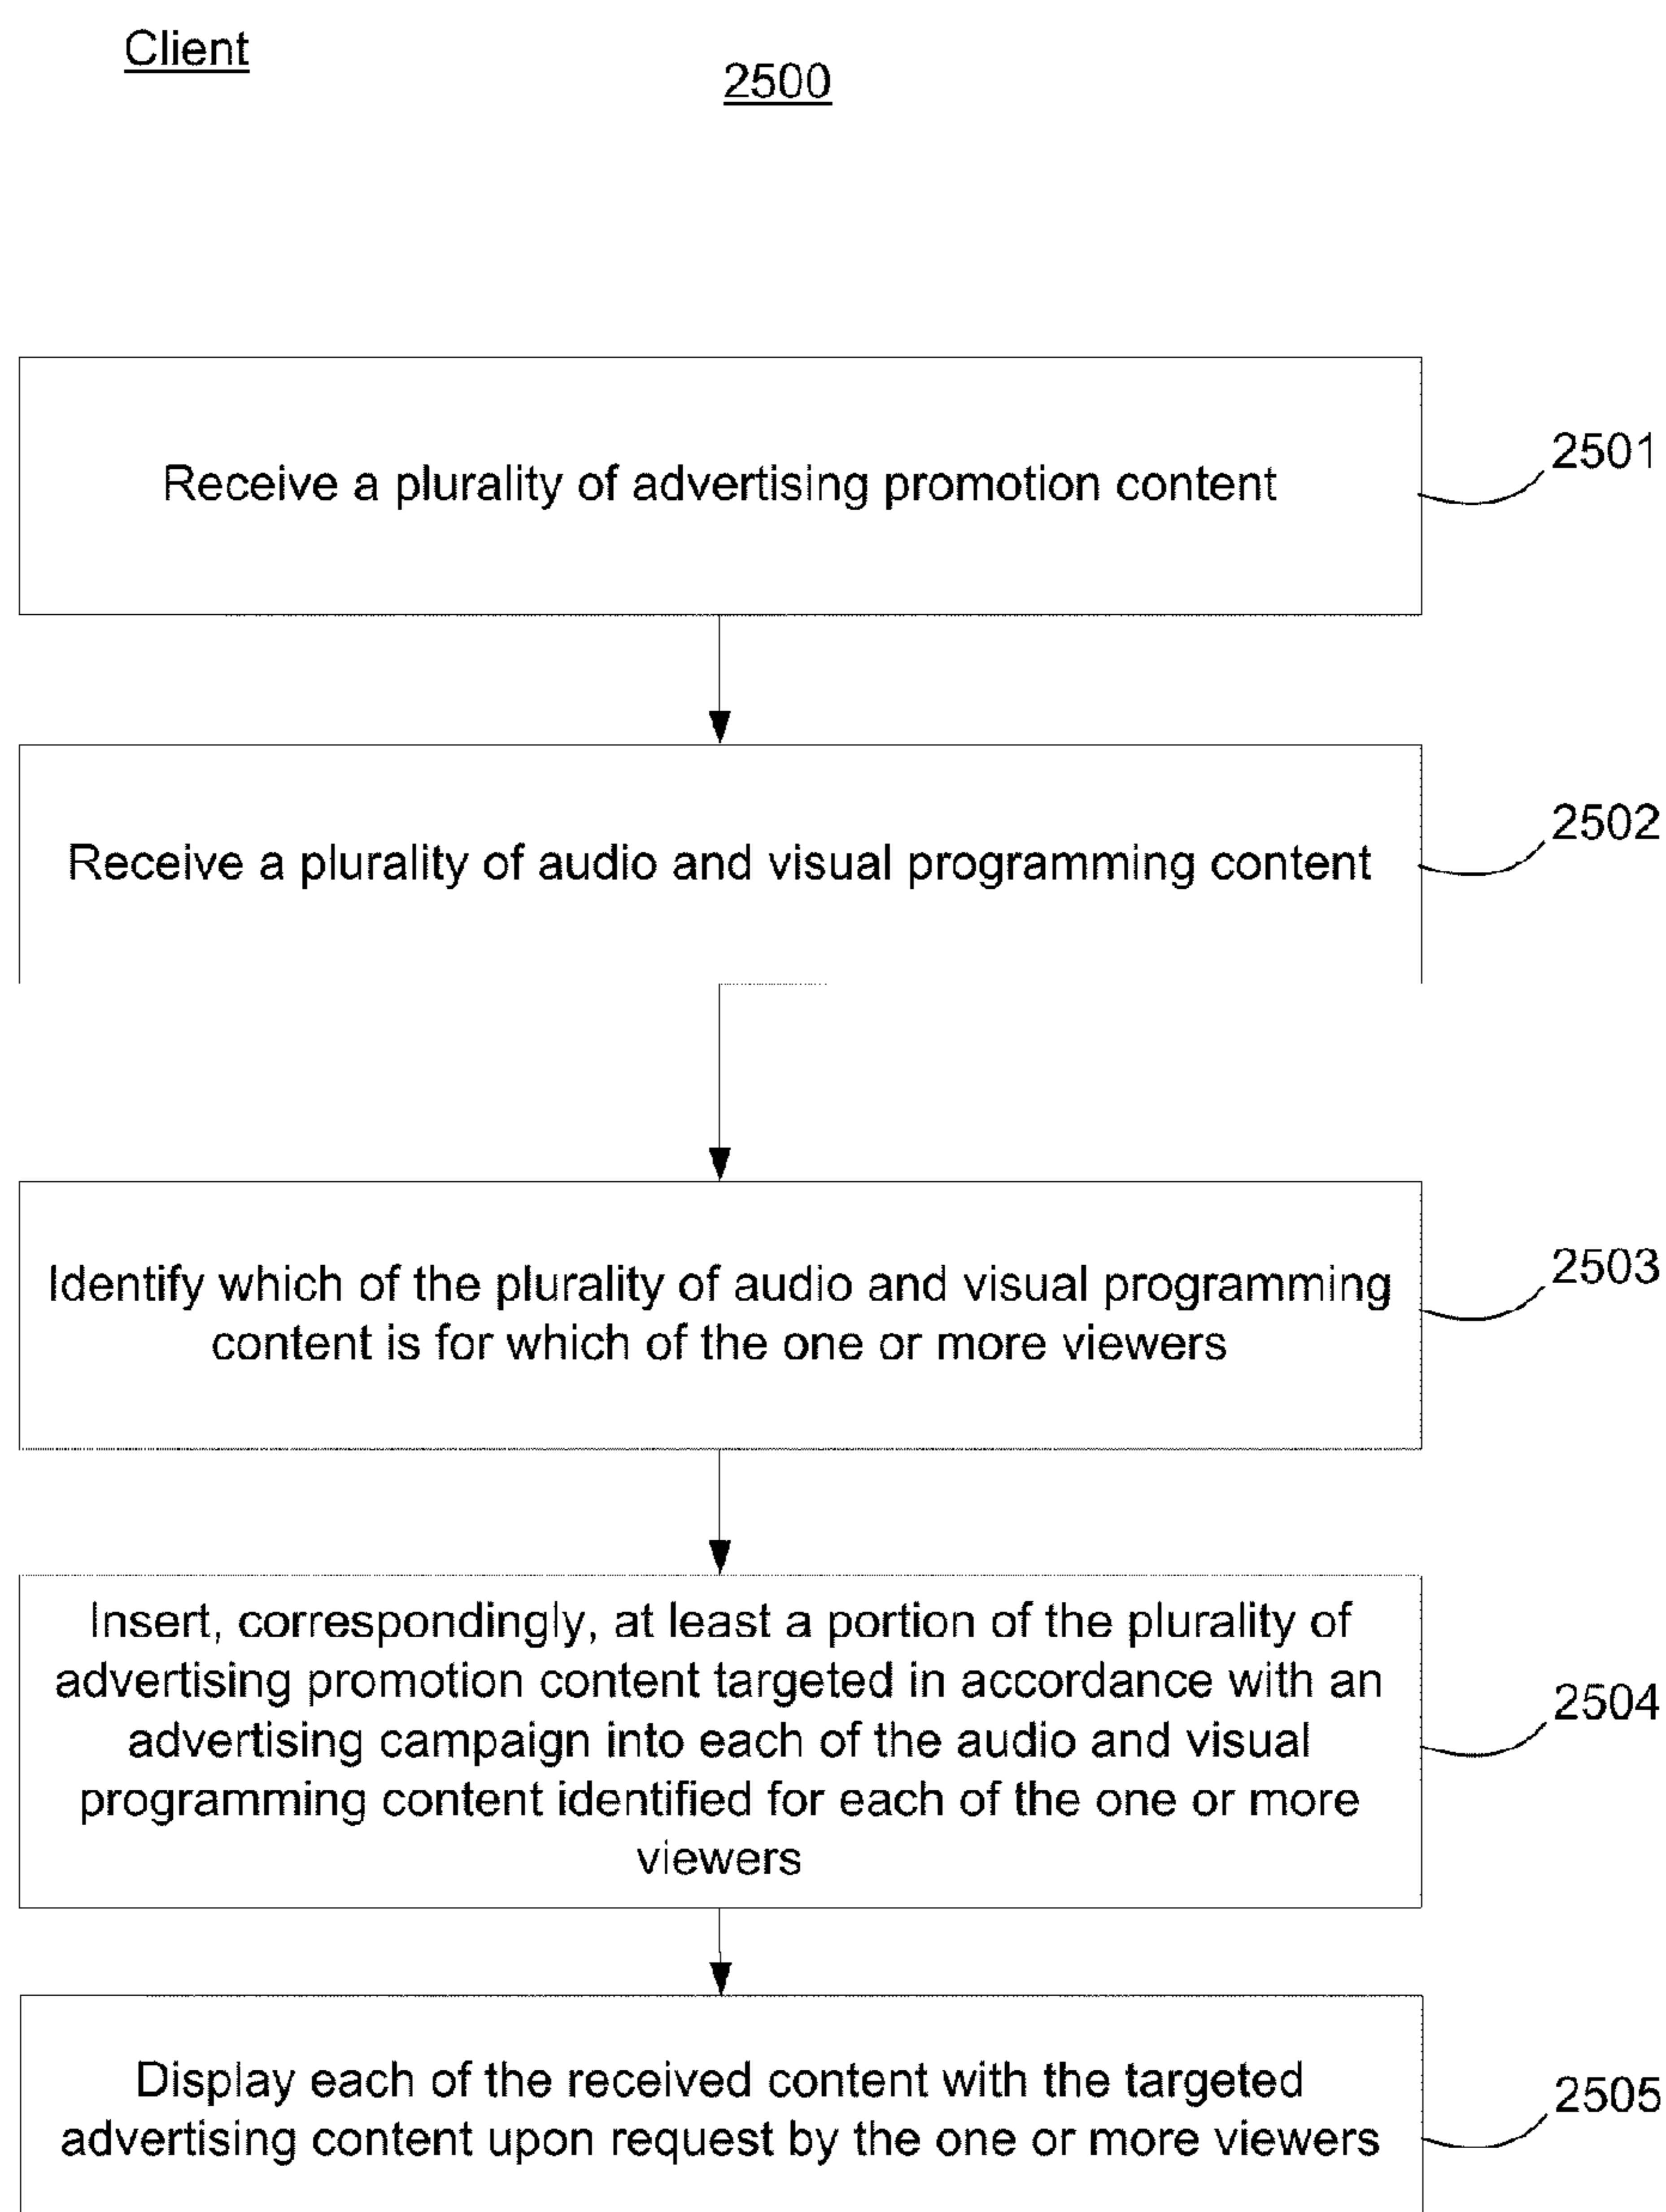 Client
2500
Receive a plurality of advertising promotion content
2501
Receive a plurality of audio and visual programming content
2502
Identify which of the plurality of audio and visual programming
content is for which of the one or more viewers
2503
Insert, correspondingly, at least a portion of the plurality of
advertising promotion content targeted in accordance with an
advertising campaign into each of the audio and visual
programming content identified for each of the one or more
viewers
2504
Display each of the received content with the targeted
advertising content upon request by the one or more viewers
2505